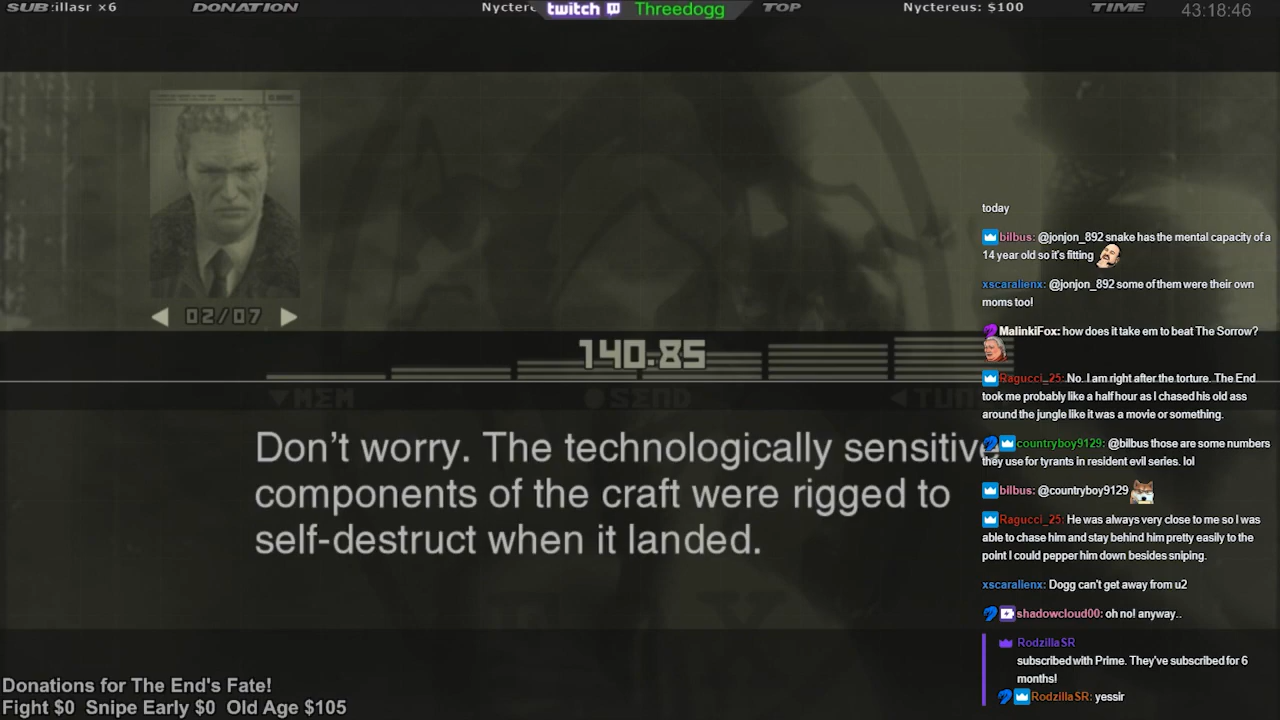 SUB :illasr x6 DONATION Nyctere twitch Threedogg TOP Nyctereus: $100 TIME 43:18:46
02/07
140.85
MEM SEND TUN
Don't worry. The technologically sensitive
components of the craft were rigged to
self-destruct when it landed.
today
bilbus: @jonjon_892 snake has the mental capacity of a
14 year old so it's fitting
xscaralienx: @jonjon_892 some of them were their own
moms too!
MalinkiFox: how does it take em to beat The Sorrow?
Ragucci_25: No. I am right after the torture. The End
took me probably like a half hour as I chased his old ass
around the jungle like it was a movie or something.
countryboy9129: @bilbus those are some numbers
they use for tyrants in resident evil series. lol
bilbus: @countryboy9129
Ragucci_25: He was always very close to me so I was
able to chase him and stay behind him pretty easily to the
point I could pepper him down besides sniping.
xscaralienx: Dogg can't get away from u2
shadowcloud00: oh no! anyway..
RodzillaSR
subscribed with Prime. They've subscribed for 6
months!
RodzillaSR: yessir
Donations for The End's Fate!
Fight $0 Snipe Early $0 Old Age $105